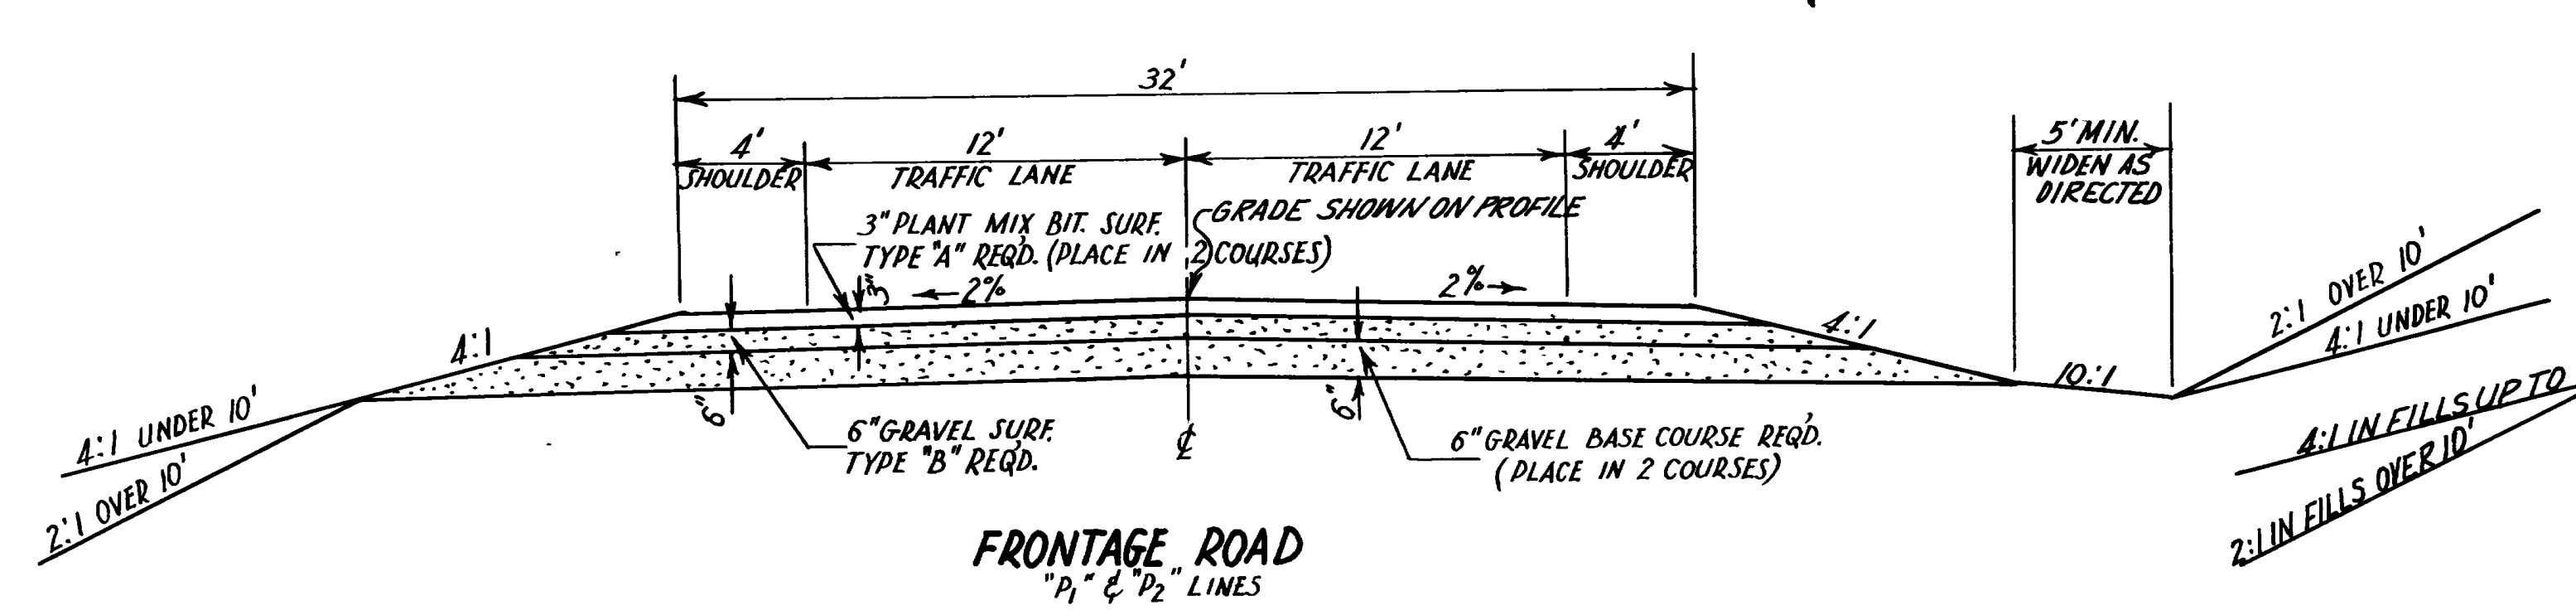 32'
4' 12' 12' 4' 5' MIN.
SHOULDER TRAFFIC LANE TRAFFIC LANE SHOULDER WIDEN AS
DIRECTED
3" PLANT MIX BIT. SURF.
TYPE "A" REQ'D. (PLACE IN 2 COURSES)
GRADE SHOWN ON PROFILE
3"
2%
2%
4:1
4:1
10:1
2:1 OVER 10'
4:1 UNDER 10'
4:1 UNDER 10'
2:1 OVER 10'
6"
6" GRAVEL SURF.
TYPE "B" REQ'D.
℄
6"
6" GRAVEL BASE COURSE REQ'D.
(PLACE IN 2 COURSES)
4:1 IN FILLS UP TO
2:1 IN FILLS OVER 10'
FRONTAGE ROAD
"P₁" & "P₂" LINES